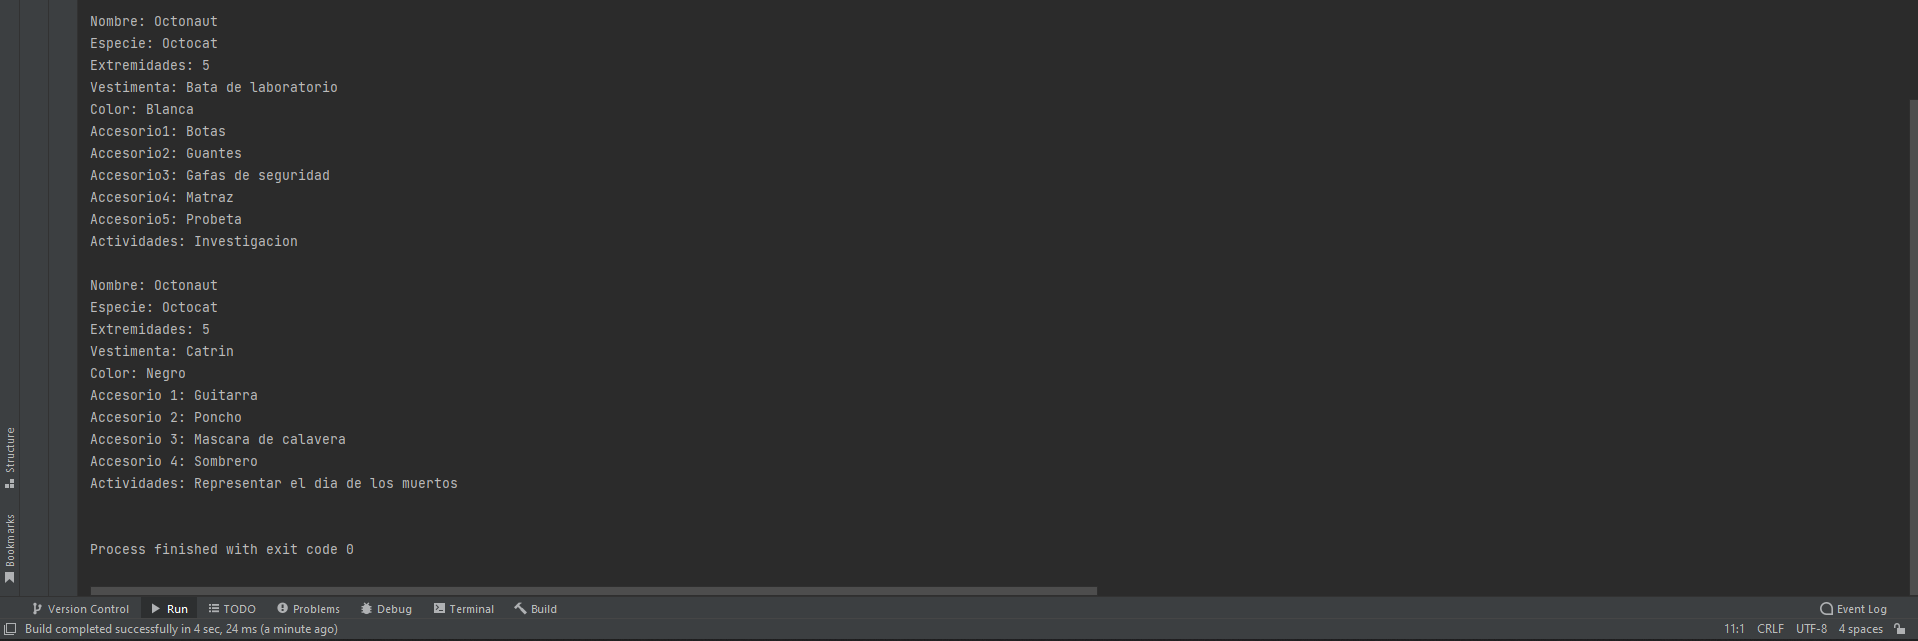 Nombre: Octonaut
Especie: Octocat
Extremidades: 5
Vestimenta: Bata de laboratorio
Color: Blanca
Accesorio1: Botas
Accesorio2: Guantes
Accesorio3: Gafas de seguridad
Accesorio4: Matraz
Accesorio5: Probeta
Actividades: Investigacion
Nombre: Octonaut
Especie: Octocat
Extremidades: 5
Vestimenta: Catrin
Color: Negro
Accesorio 1: Guitarra
Accesorio 2: Poncho
Accesorio 3: Mascara de calavera
Accesorio 4: Sombrero
Actividades: Representar el dia de los muertos
Process finished with exit code 0
Structure
Bookmarks
Version Control Run TODO Problems Debug Terminal Build Event Log
Build completed successfully in 4 sec, 24 ms (a minute ago) 11:1 CRLF UTF-8 4 spaces